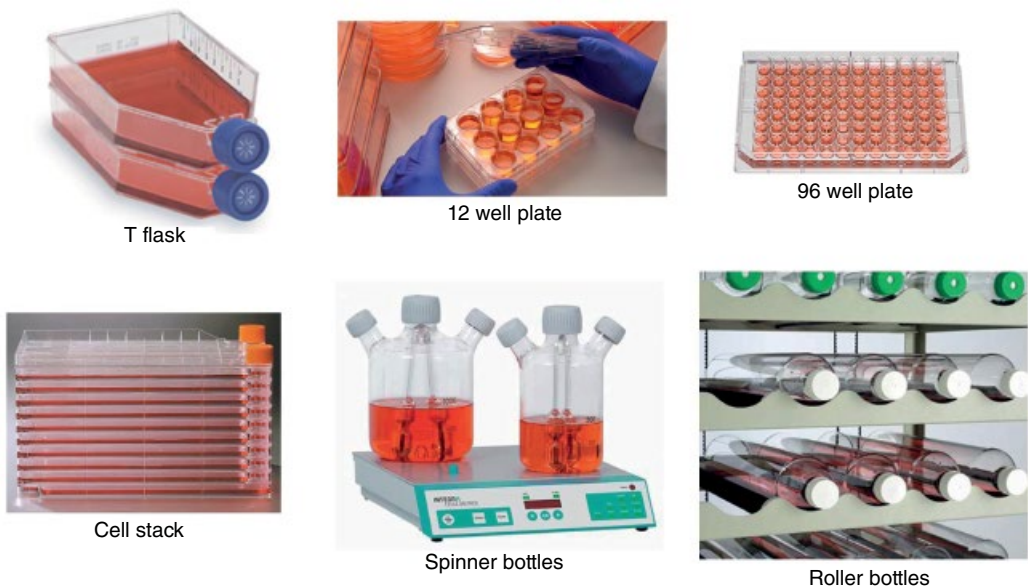 T flask
12 well plate
96 well plate
Cell stack
Spinner bottles
Roller bottles